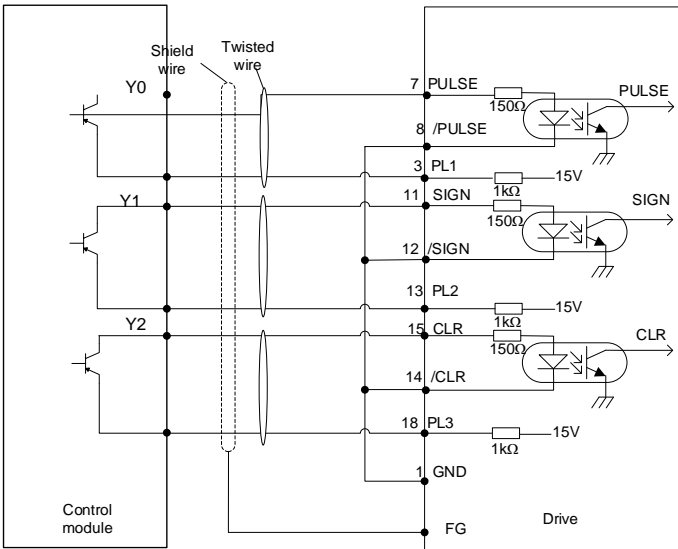 Shield wire
Twisted wire
Y0
7 PULSE
150Ω
PULSE
8 /PULSE
3 PL1
1kΩ
15V
Y1
11 SIGN
150Ω
SIGN
12 /SIGN
13 PL2
1kΩ
15V
Y2
15 CLR
150Ω
CLR
14 /CLR
18 PL3
1kΩ
15V
1 GND
Control module
FG
Drive